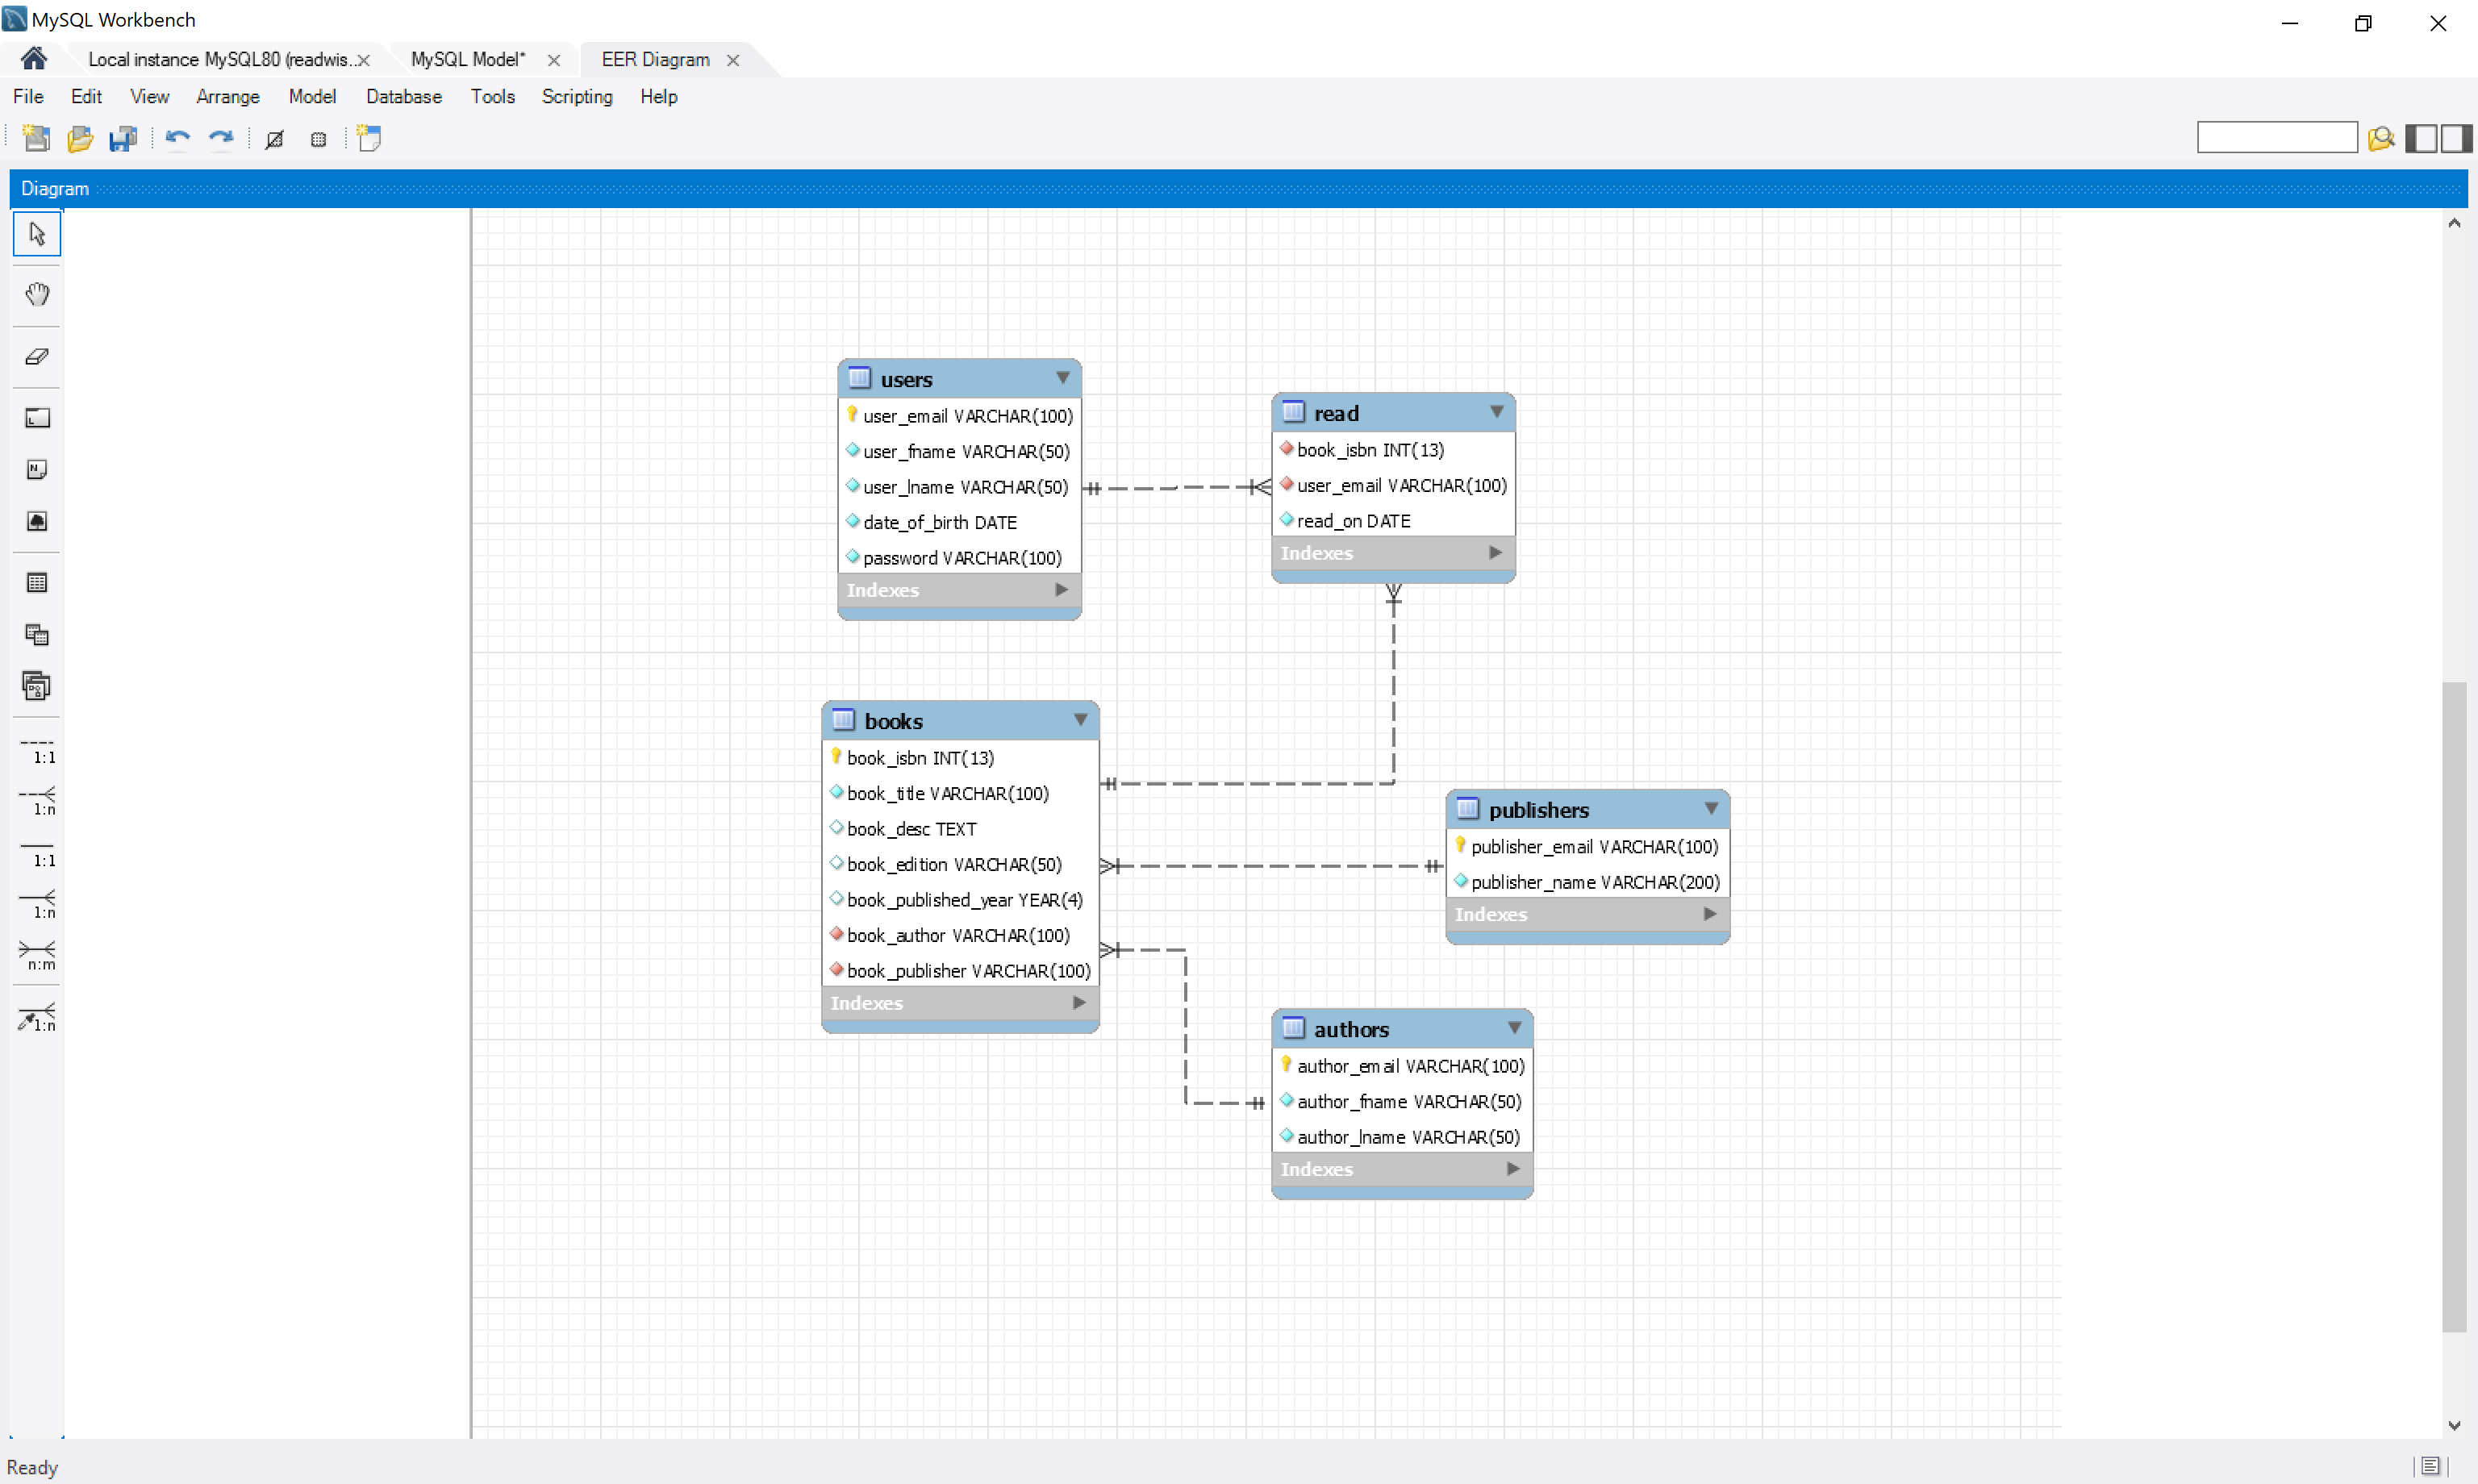 MySQL Workbench
Local instance MySQL80 (readwis..
MySQL Model*
EER Diagram
File Edit View Arrange Model Database Tools Scripting Help
Diagram
users
user_email VARCHAR(100)
user_fname VARCHAR(50)
user_lname VARCHAR(50)
date_of_birth DATE
password VARCHAR(100)
Indexes
read
book_isbn INT(13)
user_email VARCHAR(100)
read_on DATE
Indexes
books
book_isbn INT(13)
book_title VARCHAR(100)
book_desc TEXT
book_edition VARCHAR(50)
book_published_year YEAR(4)
book_author VARCHAR(100)
book_publisher VARCHAR(100)
Indexes
publishers
publisher_email VARCHAR(100)
publisher_name VARCHAR(200)
Indexes
authors
author_email VARCHAR(100)
author_fname VARCHAR(50)
author_lname VARCHAR(50)
Indexes
1:1
1:n
1:1
1:n
n:m
1:n
Ready